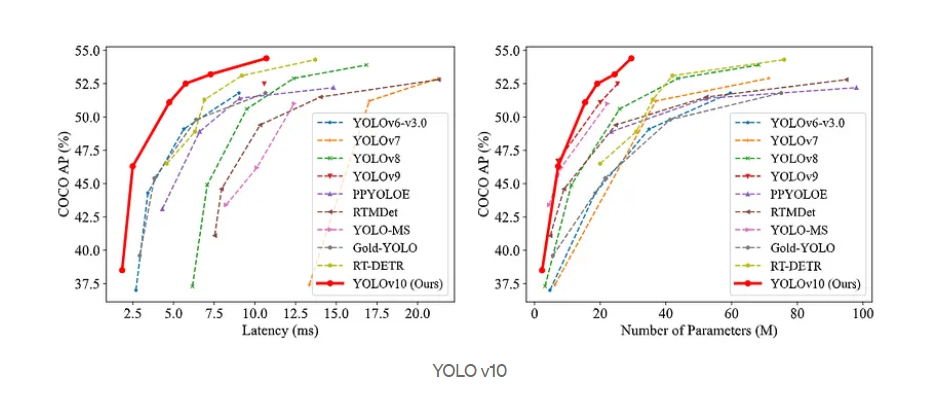 55.0
52.5
50.0
47.5
45.0
42.5
40.0
37.5
COCO AP (%)
2.5 5.0 7.5 10.0 12.5 15.0 17.5 20.0
Latency (ms)
YOLOv6-v3.0
YOLOv7
YOLOv8
YOLOv9
PPYOLOE
RTMDet
YOLO-MS
Gold-YOLO
RT-DETR
YOLOv10 (Ours)
55.0
52.5
50.0
47.5
45.0
42.5
40.0
37.5
COCO AP (%)
0 20 40 60 80 100
Number of Parameters (M)
YOLOv6-v3.0
YOLOv7
YOLOv8
YOLOv9
PPYOLOE
RTMDet
YOLO-MS
Gold-YOLO
RT-DETR
YOLOv10 (Ours)
YOLO v10